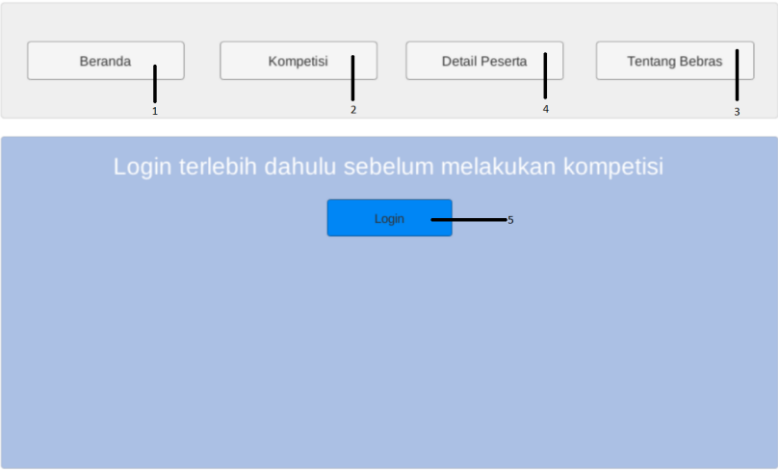 Beranda Kompetisi Detail Peserta Tentang Bebras
1 2 4 3
Login terlebih dahulu sebelum melakukan kompetisi
Login 5